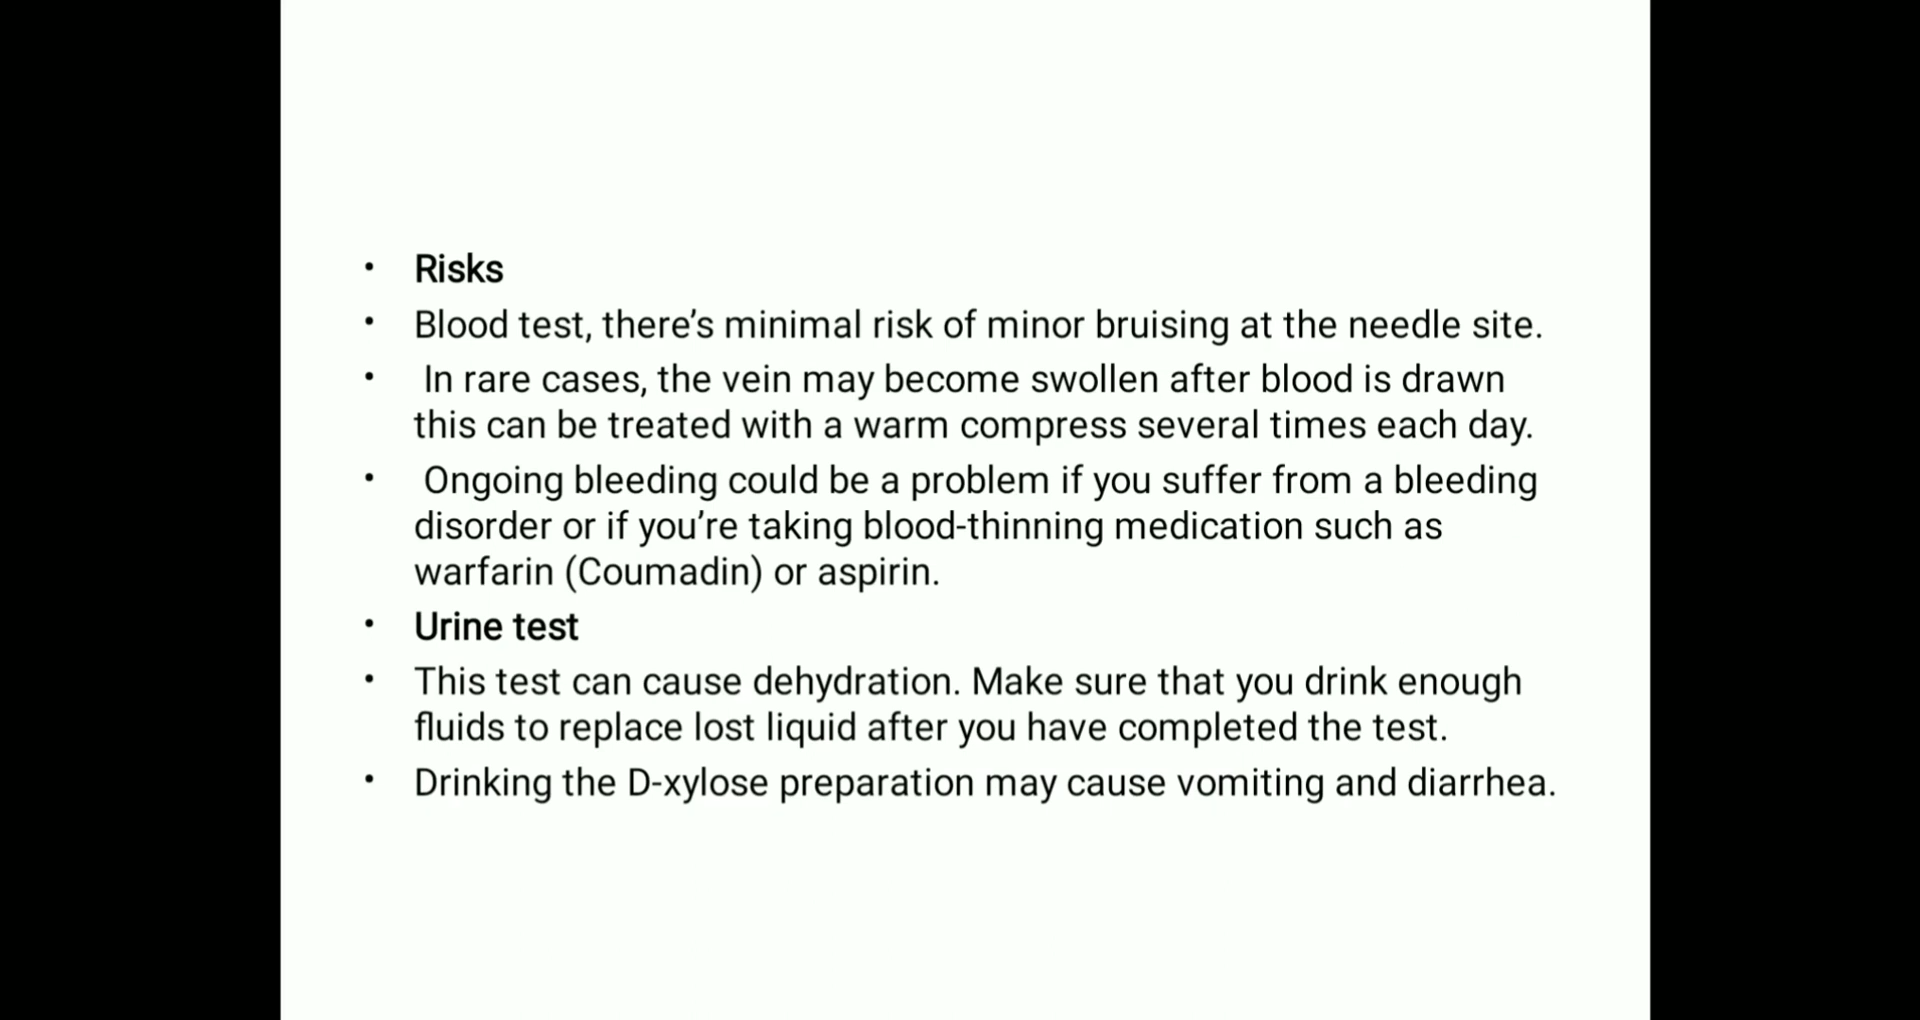 • Risks
• Blood test, there’s minimal risk of minor bruising at the needle site.
• In rare cases, the vein may become swollen after blood is drawn
this can be treated with a warm compress several times each day.
• Ongoing bleeding could be a problem if you suffer from a bleeding
disorder or if you’re taking blood-thinning medication such as
warfarin (Coumadin) or aspirin.
• Urine test
• This test can cause dehydration. Make sure that you drink enough
fluids to replace lost liquid after you have completed the test.
• Drinking the D-xylose preparation may cause vomiting and diarrhea.